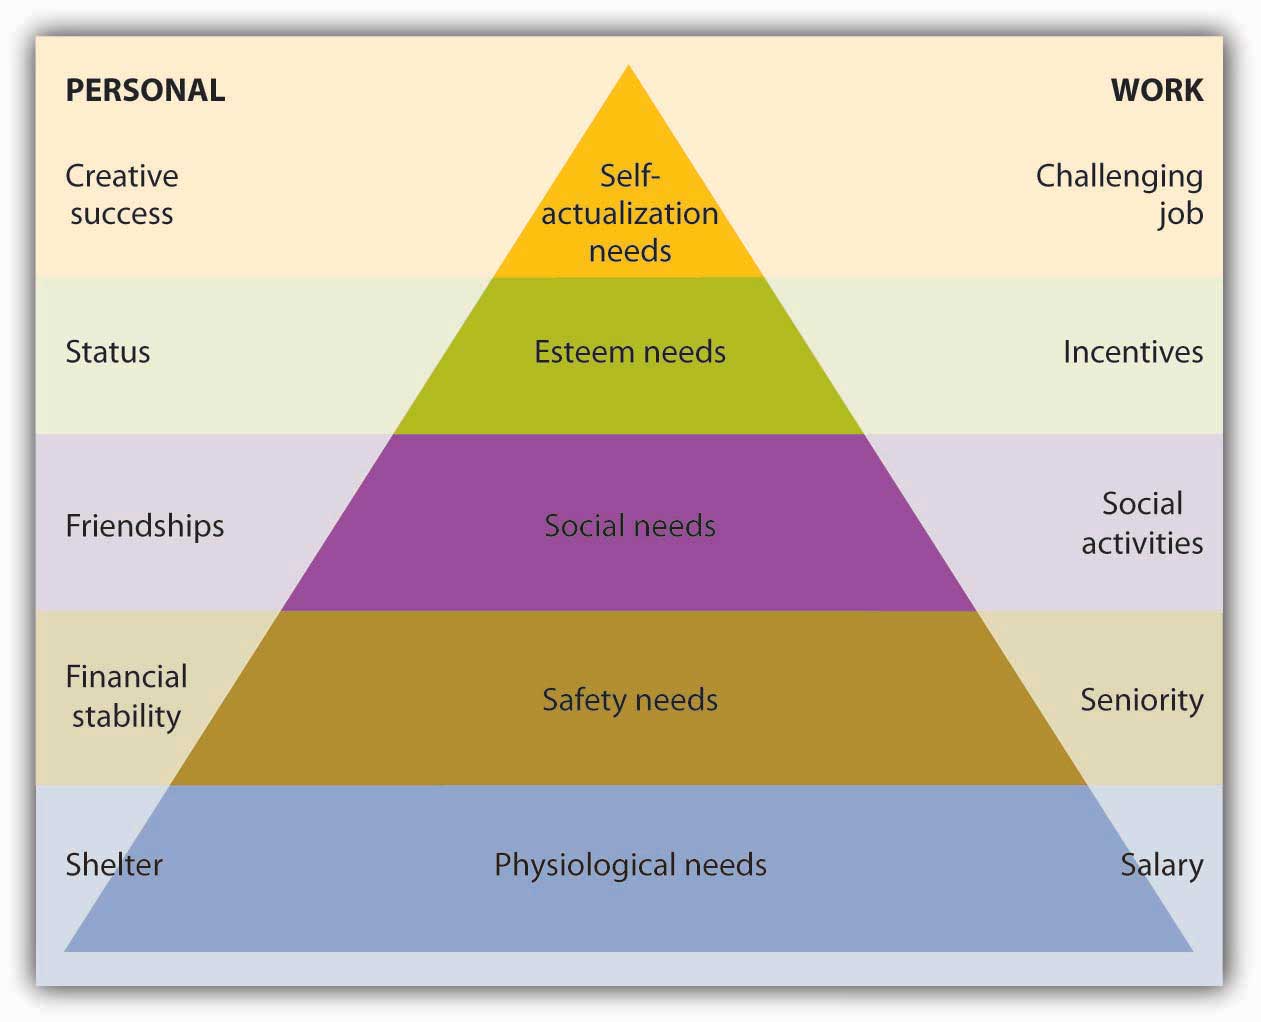 PERSONAL
WORK
Creative
success
Self-
actualization
needs
Challenging
job
Status
Esteem needs
Incentives
Friendships
Social needs
Social
activities
Financial
stability
Safety needs
Seniority
Shelter
Physiological needs
Salary